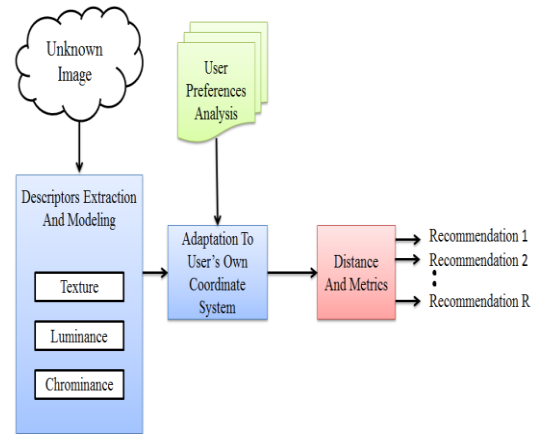 Unknown
Image
User
Preferences
Analysis
Descriptors Extraction
And Modeling
Texture
Luminance
Chrominance
Adaptation To
User's Own
Coordinate
System
Distance
And Metrics
Recommendation 1
Recommendation 2
Recommendation R